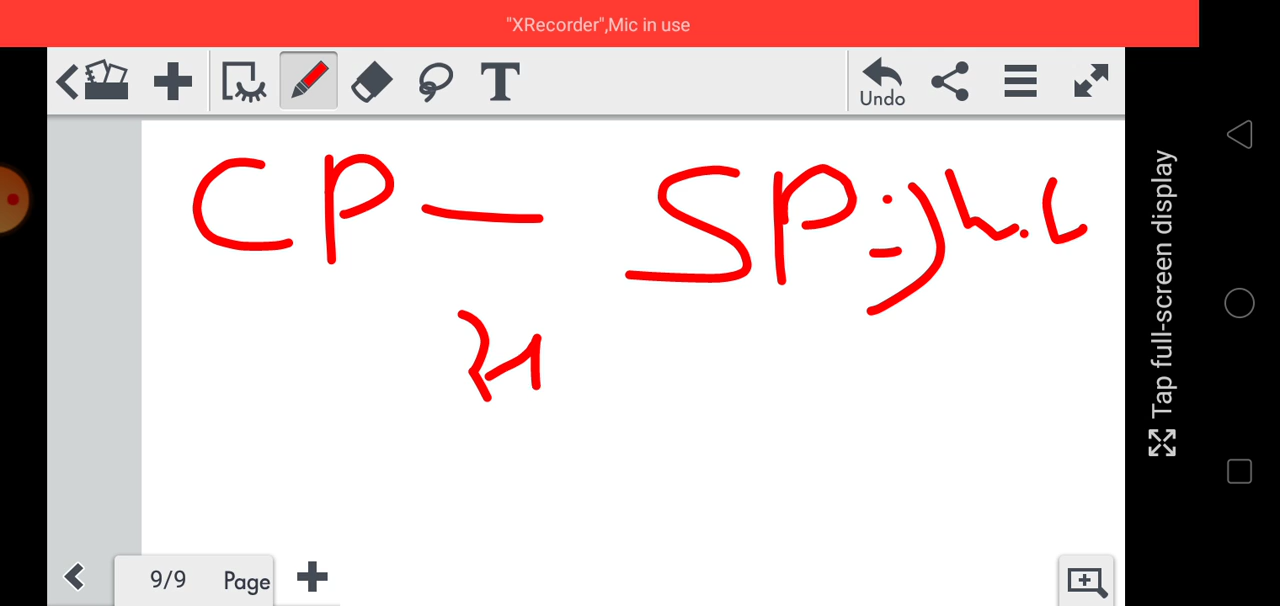 "XRecorder",Mic in use
T
Undo
CP — SP
9/9 Page
Tap full-screen display